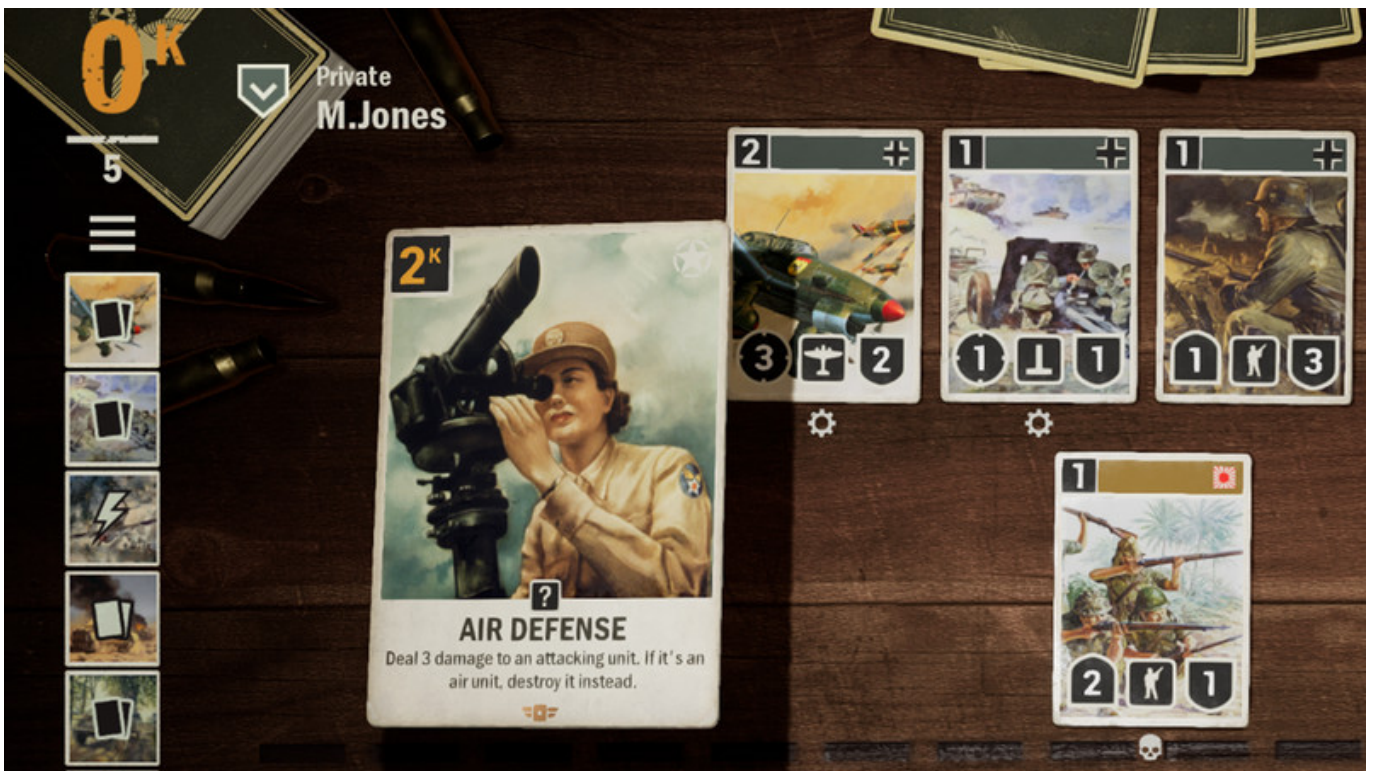 0K
5
Private
M.Jones
2
1
1
3
2
1
1
1
3
2K
?
AIR DEFENSE
Deal 3 damage to an attacking unit. If it's an
air unit, destroy it instead.
1
2
1